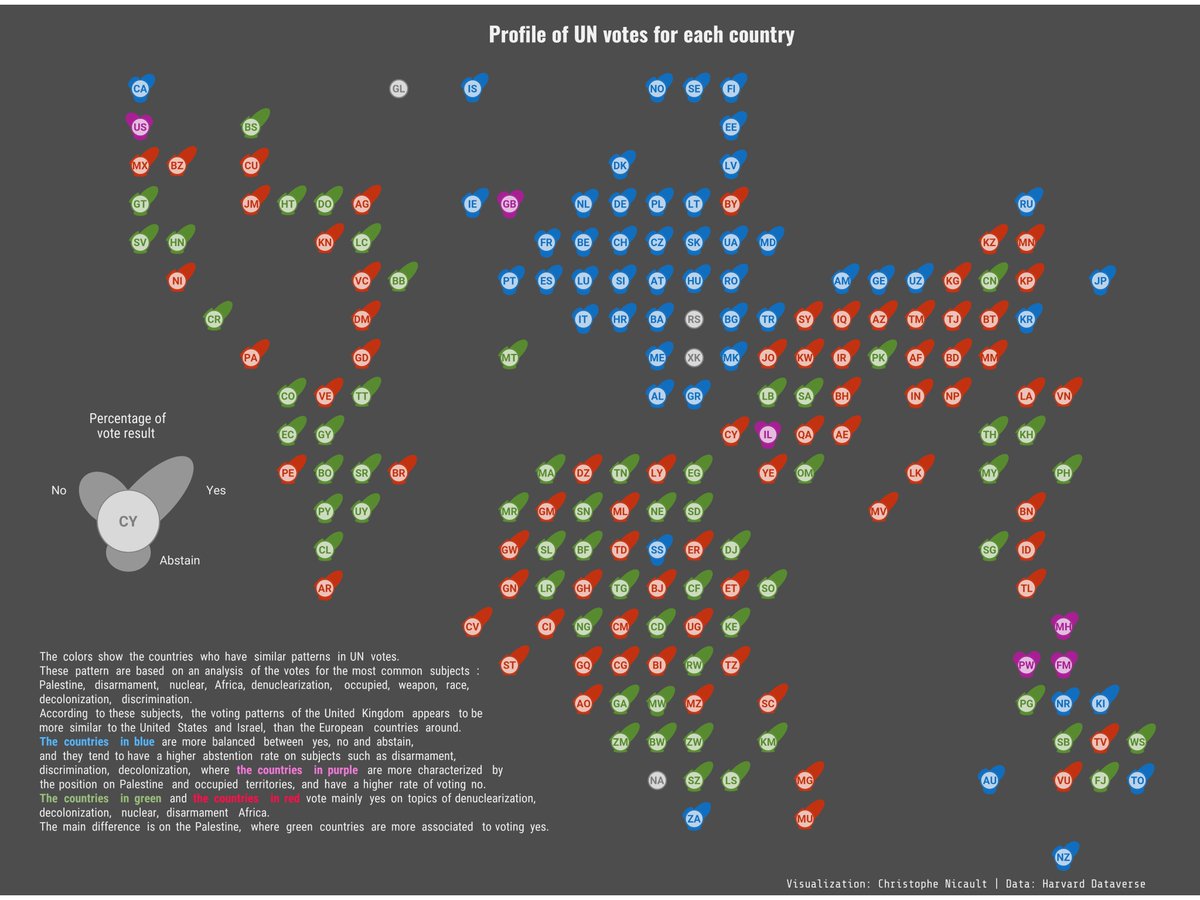 Profile of UN votes for each country
CA GL IS NO SE FI
US BS EE
MX BZ CU DK LV
GT JM HT DO AG IE GB NL DE PL LT BY RU
SV HN KN LC FR BE CH CZ SK UA MD KZ MN
NI VC BB PT ES LU SI AT HU RO AM GE UZ KG CN KP JP
CR DM IT HR BA RS BG TR SY IQ AZ TM TJ BT KR
PA GD MT ME XK MK JO KW IR PK AF BD MM
CO VE TT AL GR LB SA BH IN NP LA VN
EC GY CY IL QA AE TH KH
PE BO SR BR MA DZ TN LY EG YE OM LK MY PH
PY UY MR GM SN ML NE SD MV BN
CL GW SL BF TD SS ER DJ SG ID
AR GN LR GH TG BJ CF ET SO TL
CV CI NG CM CD UG KE MH
ST GQ CG BI RW TZ PW FM
AO GA MW MZ SC PG NR KI
ZM BW ZW KM SB TV WS
NA SZ LS MG AU VU FJ TO
ZA MU
NZ
Percentage of
vote result
No
Yes
CY
Abstain
The colors show the countries who have similar patterns in UN votes.
These pattern are based on an analysis of the votes for the most common subjects :
Palestine, disarmament, nuclear, Africa, denuclearization, occupied, weapon, race,
decolonization, discrimination.
According to these subjects, the voting patterns of the United Kingdom appears to be
more similar to the United States and Israel, than the European countries around.
The countries in blue are more balanced between yes, no and abstain,
and they tend to have a higher abstention rate on subjects such as disarmament,
discrimination, decolonization, where the countries in purple are more characterized by
the position on Palestine and occupied territories, and have a higher rate of voting no.
The countries in green and the countries in red vote mainly yes on topics of denuclearization,
decolonization, nuclear, disarmament Africa.
The main difference is on the Palestine, where green countries are more associated to voting yes.
Visualization: Christophe Nicault | Data: Harvard Dataverse